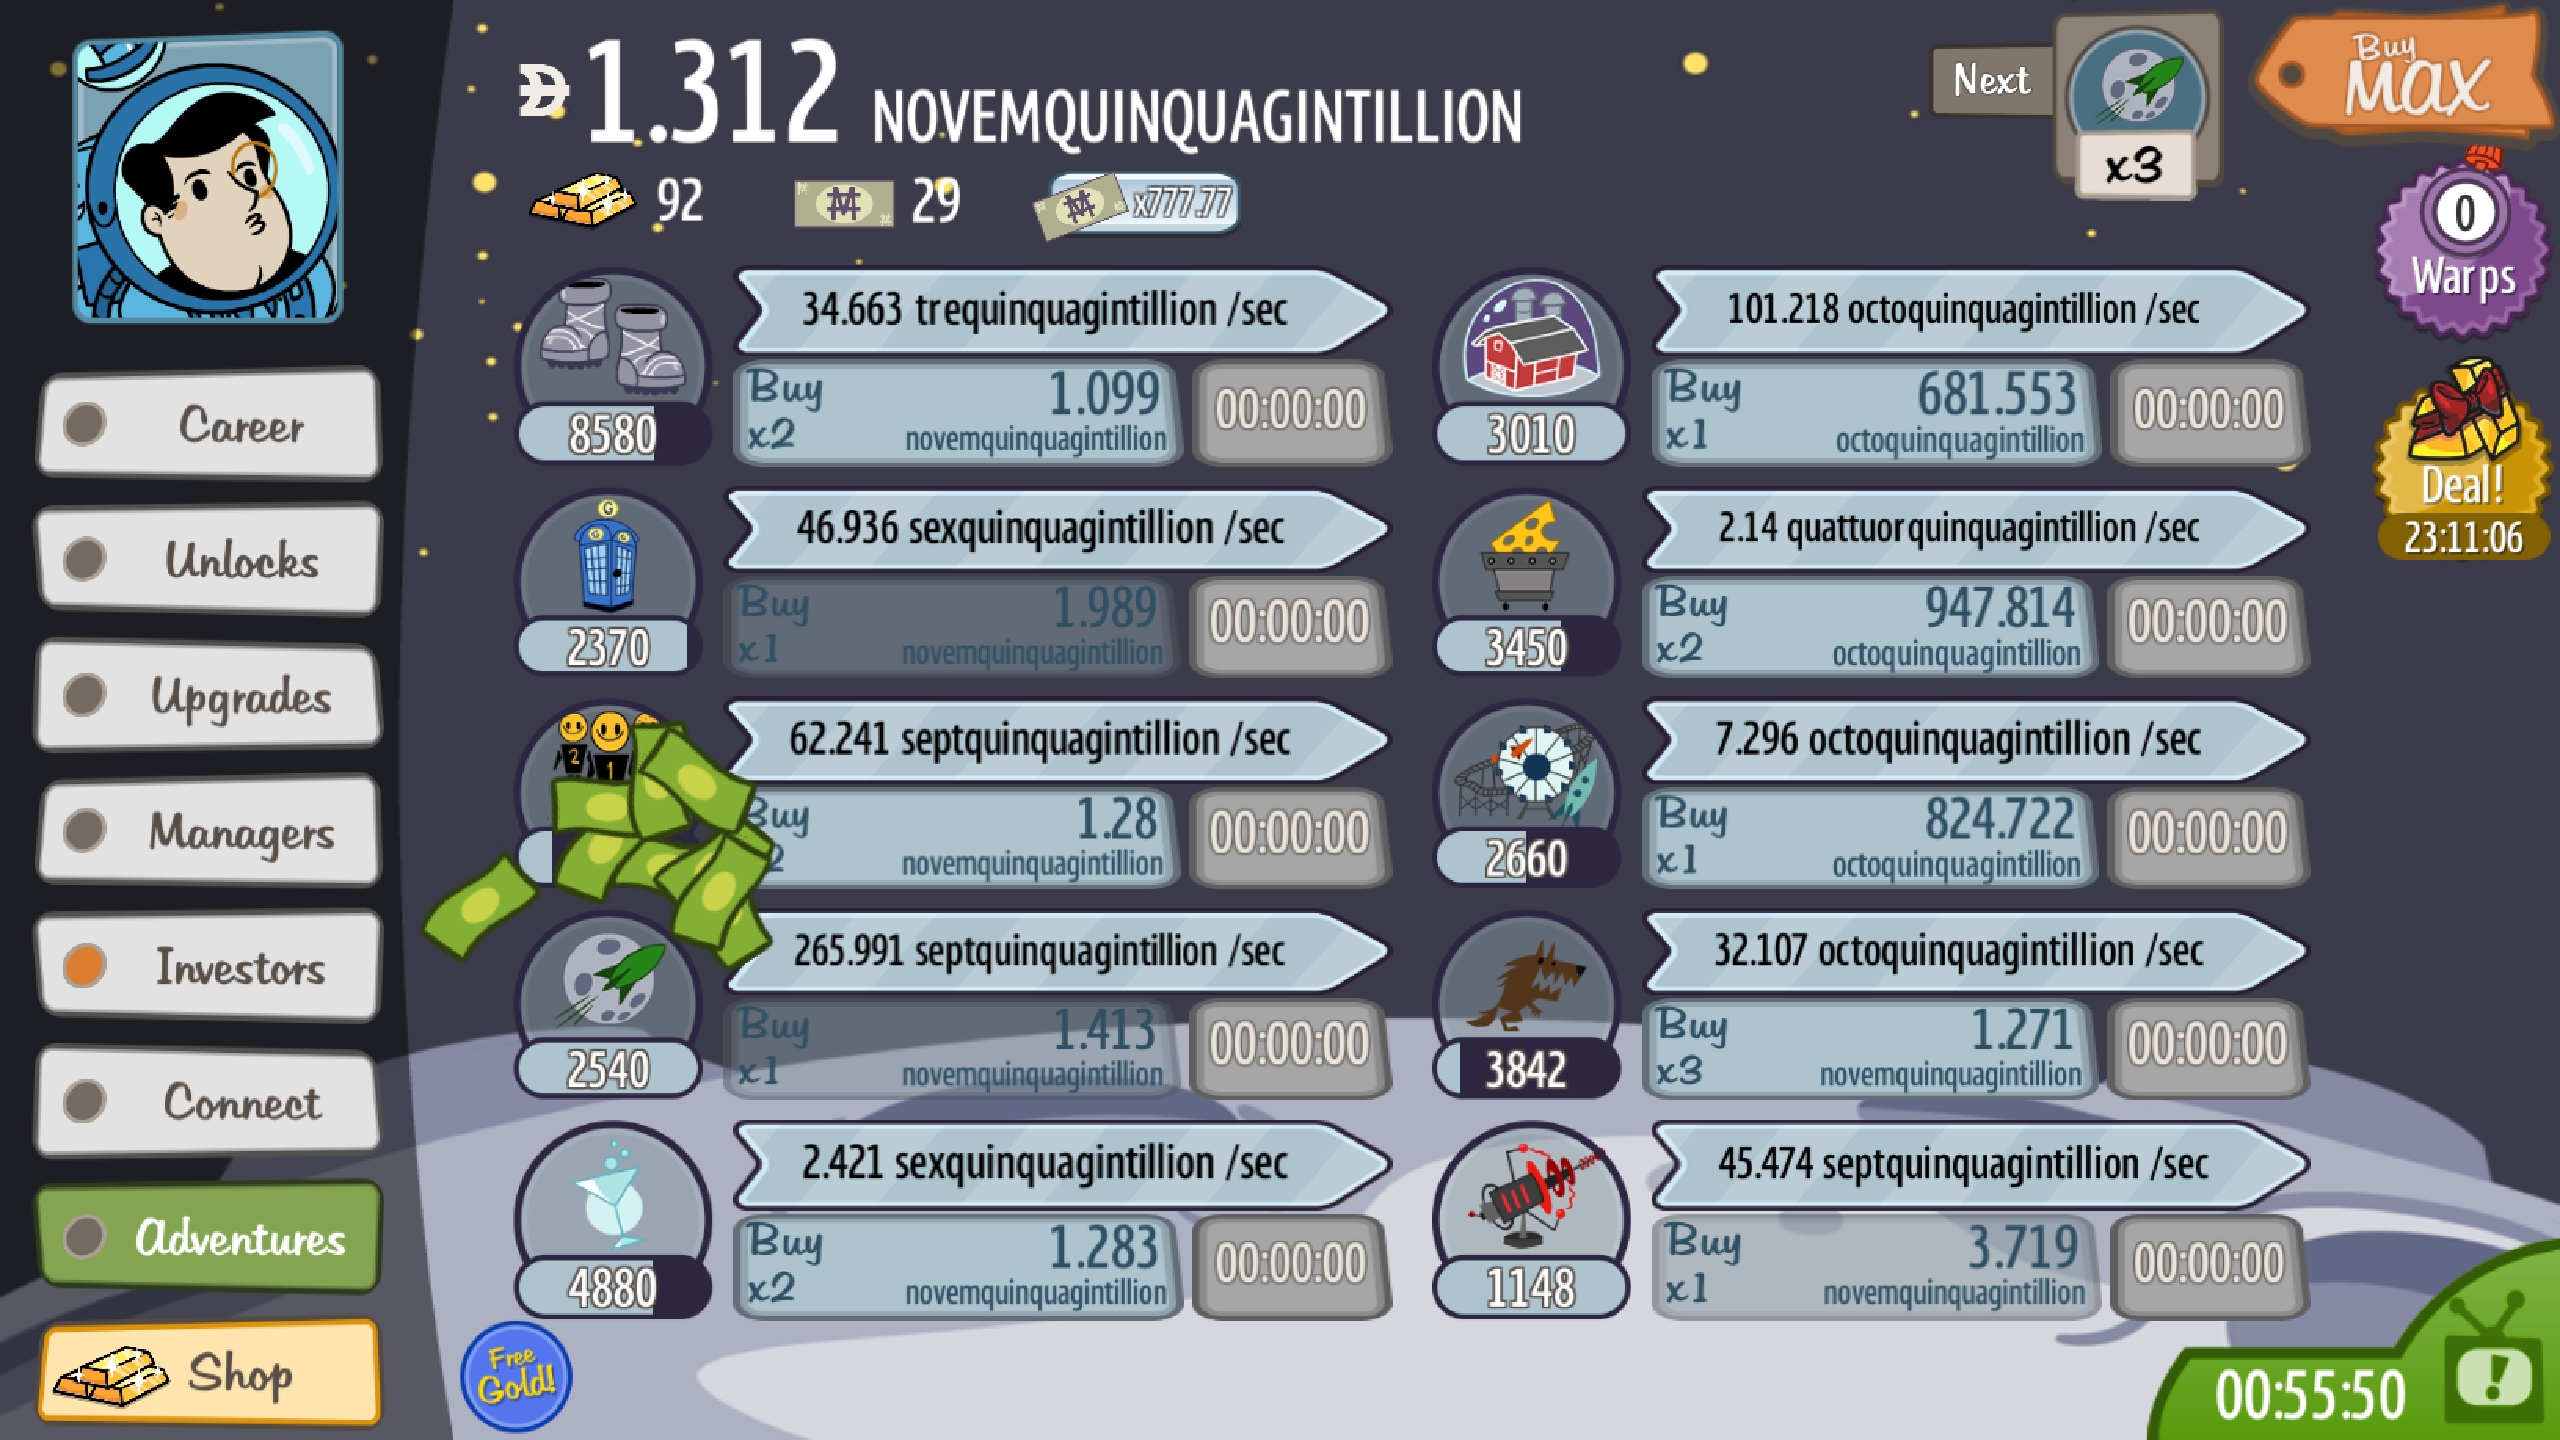 1.312 NOVEMQUINQUAGINTILLION
92
29
x777.77
Next
x3
Buy
MAX
0
Warps
Deal!
23:11:06
Career
Unlocks
Upgrades
Managers
Investors
Connect
Adventures
Shop
34.663 trequinquagintillion /sec
8580
Buy
x2
1.099
novemquinquagintillion
00:00:00
101.218 octoquinquagintillion /sec
3010
Buy
x1
681.553
octoquinquagintillion
00:00:00
G
G G
46.936 sexquinquagintillion /sec
2370
Buy
x1
1.989
novemquinquagintillion
00:00:00
2.14 quattuorquinquagintillion /sec
3450
Buy
x2
947.814
octoquinquagintillion
00:00:00
2
1
62.241 septquinquagintillion /sec
Buy
2
1.28
novemquinquagintillion
00:00:00
7.296 octoquinquagintillion /sec
2660
Buy
x1
824.722
octoquinquagintillion
00:00:00
265.991 septquinquagintillion /sec
2540
Buy
x1
1.413
novemquinquagintillion
00:00:00
32.107 octoquinquagintillion /sec
3842
Buy
x3
1.271
novemquinquagintillion
00:00:00
2.421 sexquinquagintillion /sec
4880
Buy
x2
1.283
novemquinquagintillion
00:00:00
45.474 septquinquagintillion /sec
1148
Buy
x1
3.719
novemquinquagintillion
00:00:00
Free
Gold!
00:55:50
!